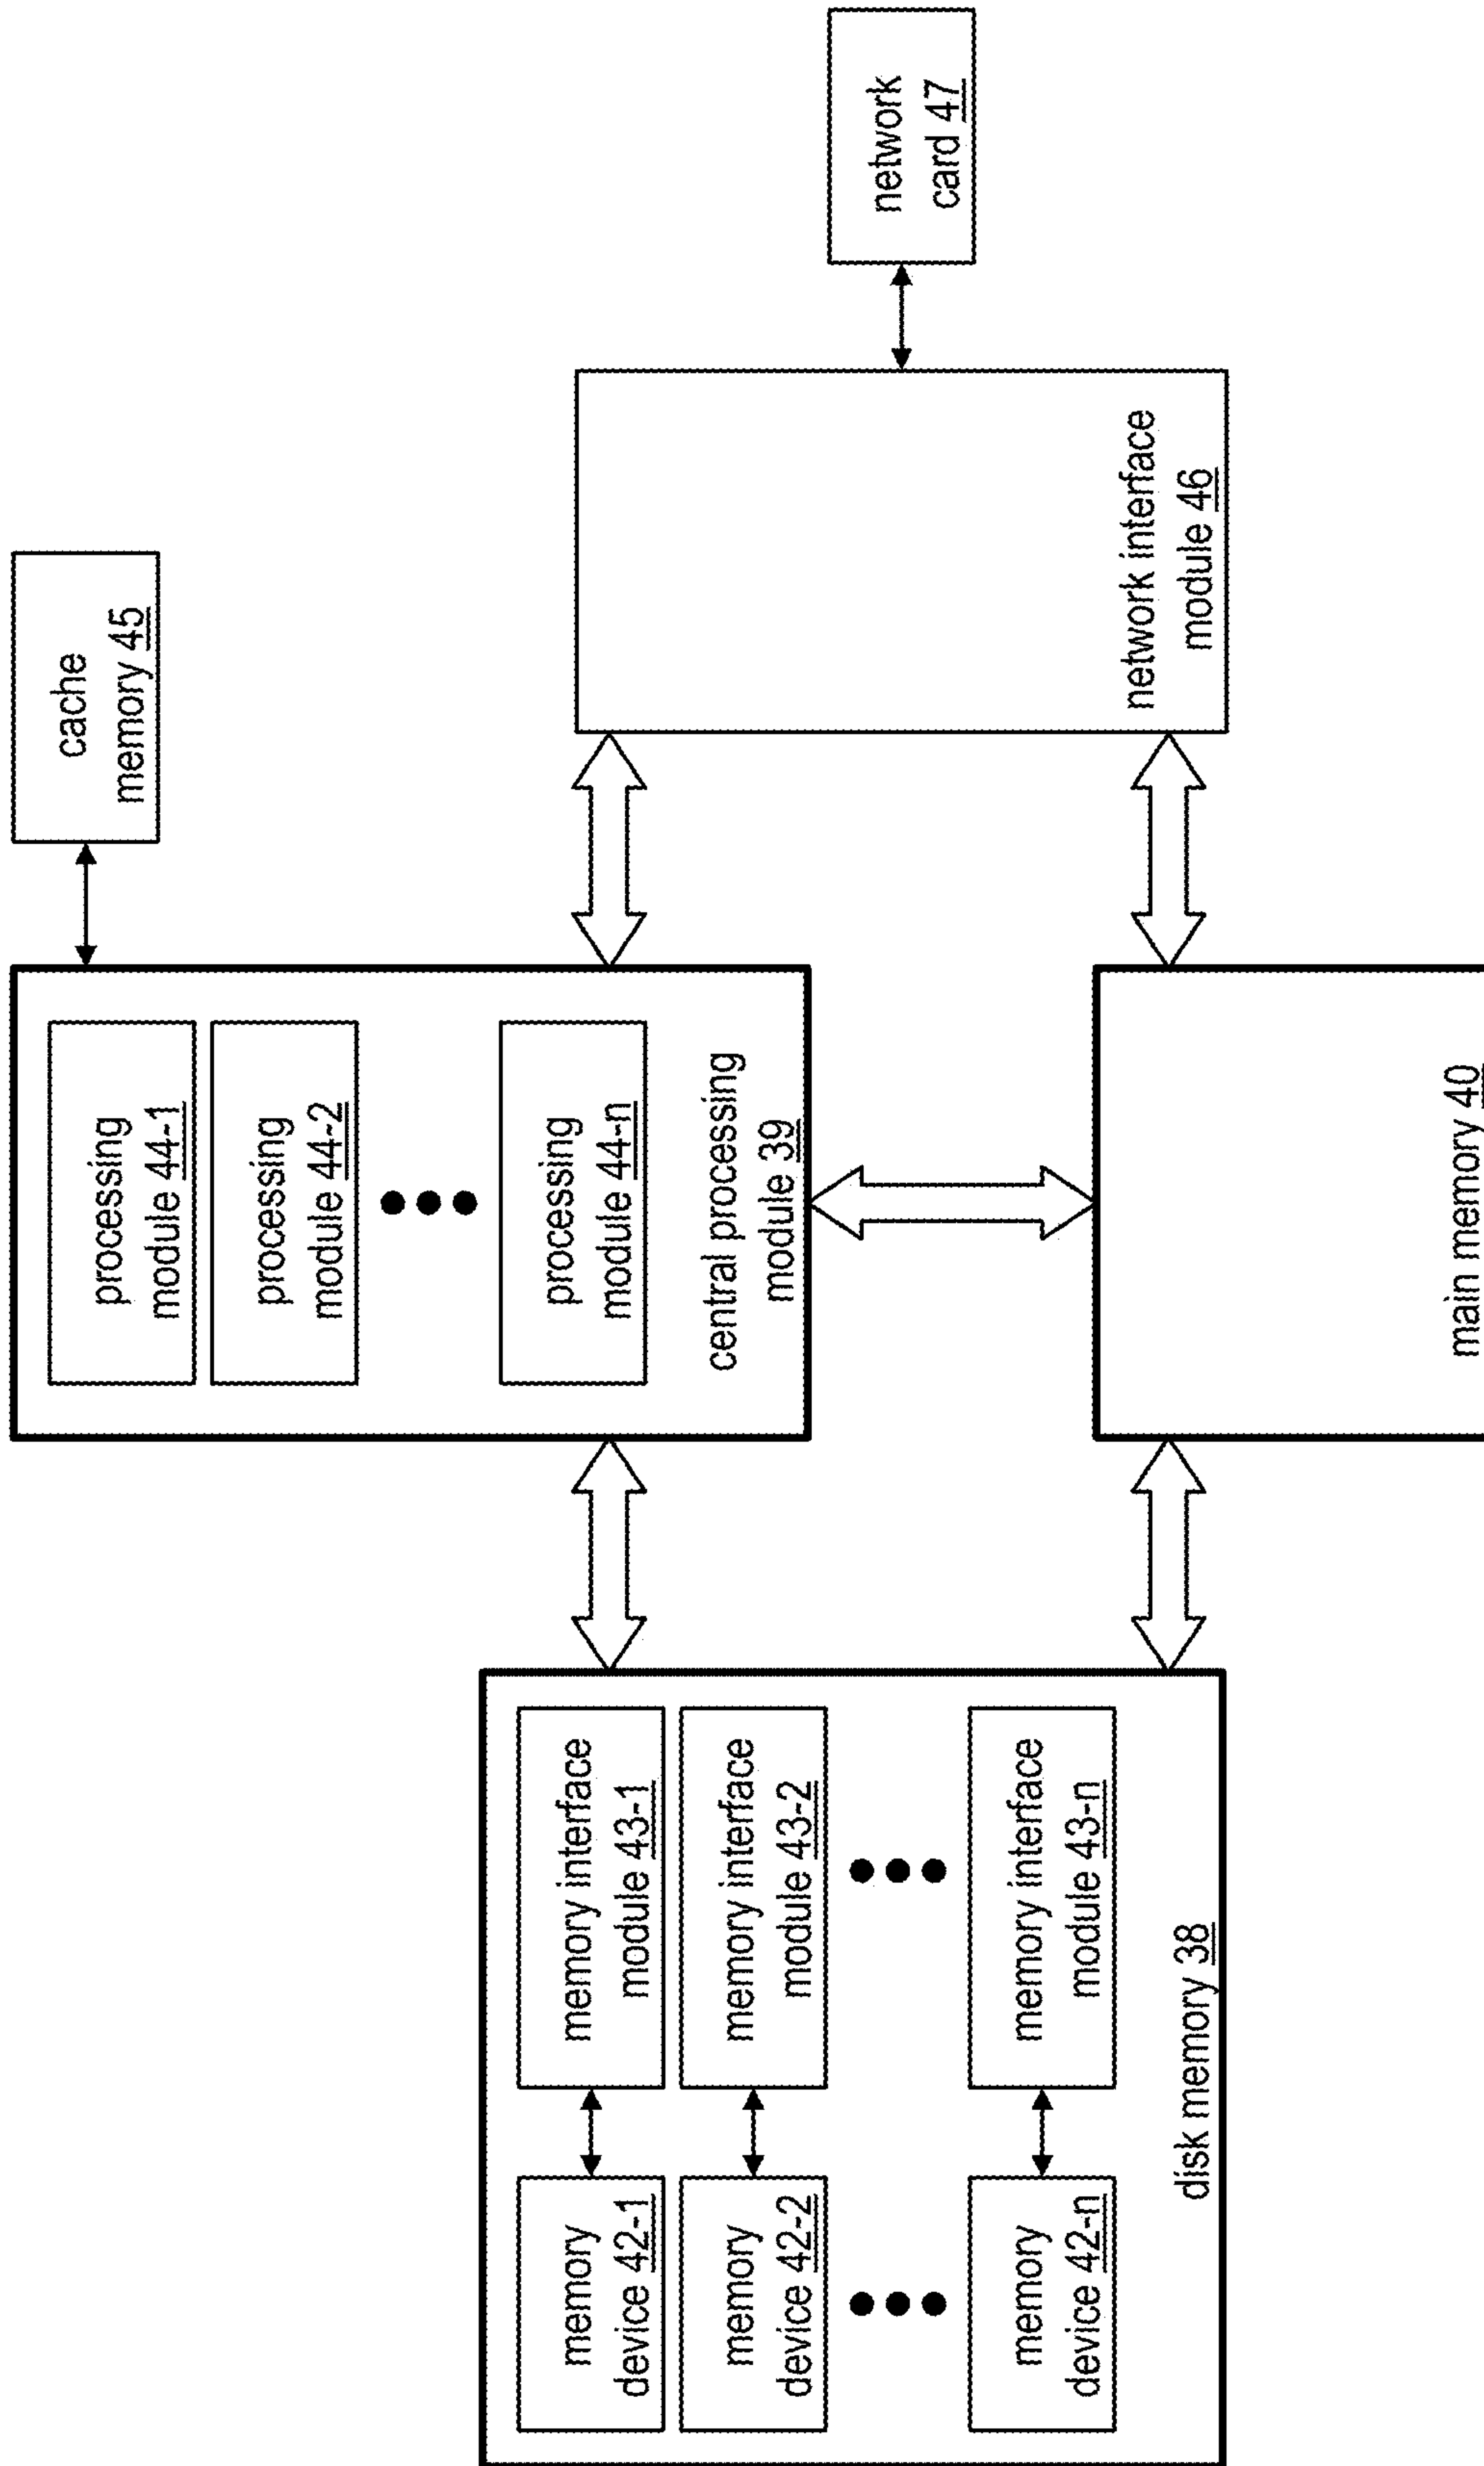 memory
device 42-1
memory interface
module 43-1
memory
device 42-2
memory interface
module 43-2
memory
device 42-n
memory interface
module 43-n
disk memory 38
processing
module 44-1
processing
module 44-2
processing
module 44-n
central processing
module 39
cache
memory 45
main memory 40
network interface
module 46
network
card 47